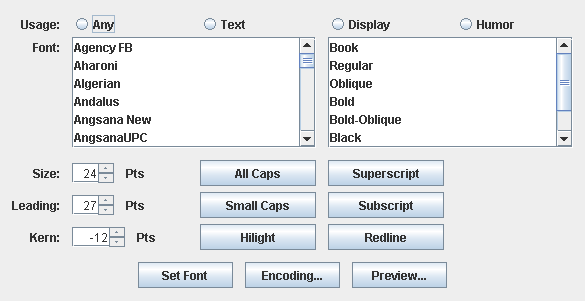 Usage: Any Text Display Humor
Font: Agency FB Book
Aharoni Regular
Algerian Oblique
Andalus Bold
Angsana New Bold-Oblique
AngsanaUPC Black
Size: 24 Pts All Caps Superscript
Leading: 27 Pts Small Caps Subscript
Kern: -12 Pts Hilight Redline
Set Font Encoding... Preview...